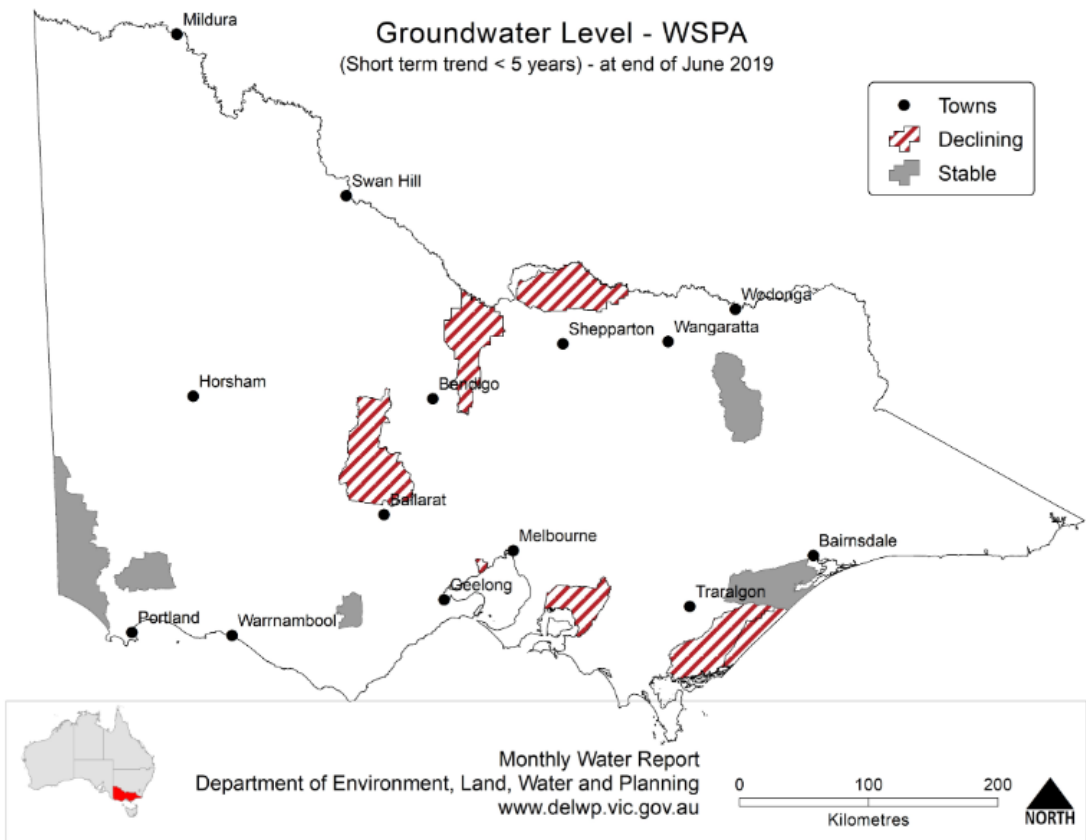 Groundwater Level - WSPA
(Short term trend < 5 years) - at end of June 2019
Mildura
Towns
Declining
Stable
Swan Hill
Wodonga
Shepparton
Wangaratta
Horsham
Bendigo
Ballarat
Melbourne
Bairnsdale
Geelong
Traralgon
Portland
Warrnambool
Monthly Water Report
Department of Environment, Land, Water and Planning
www.delwp.vic.gov.au
0 100 200
Kilometres
NORTH